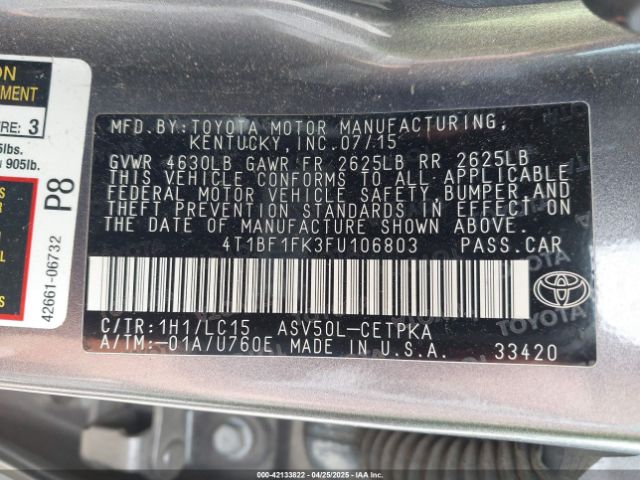 ON
EMENT
RE: 3
lbs.
905lb.
P8
42661-06732
MFD.BY:TOYOTA MOTOR MANUFACTURING,
KENTUCKY, INC.07/15
GVWR 4630LB GAWR FR 2625LB RR 2625LB
THIS VEHICLE CONFORMS TO ALL APPLICABLE
FEDERAL MOTOR VEHICLE SAFETY, BUMPER, AND
THEFT PREVENTION STANDARDS IN EFFECT ON
THE DATE OF MANUFACTURE SHOWN ABOVE.
4T1BF1FK3FU106803 PASS.CAR
C/TR:1H1/LC15 ASV50L-CETPKA
A/TM:-01A/U760E MADE IN U.S.A. 33420
TOYOTA
000-42133822 - 04/25/2025 - Copart, Inc.